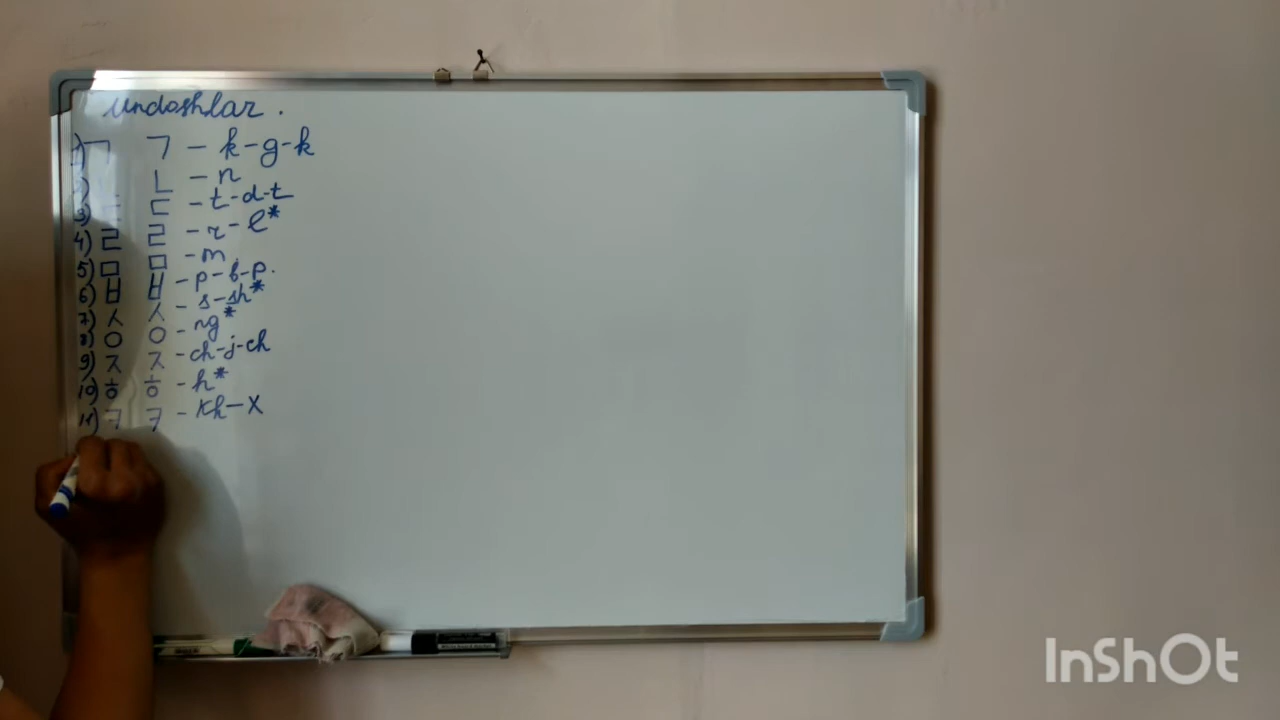 Undoshlar.
1) ㄱ ㄱ - k-g-k
2) ㄴ - n
3) ㄷ - t-d-t
4) ㄹ ㄹ - r-l*
5) ㅁ ㅁ - m
6) ㅂ ㅂ - p-b-p.
7) ㅅ ㅅ - s-sh*
8) ㅇ ㅇ - ng*
9) ㅈ ㅈ - ch-j-ch
10) ㅎ ㅎ - h*
11) ㅋ ㅋ - kh-X
InShOt